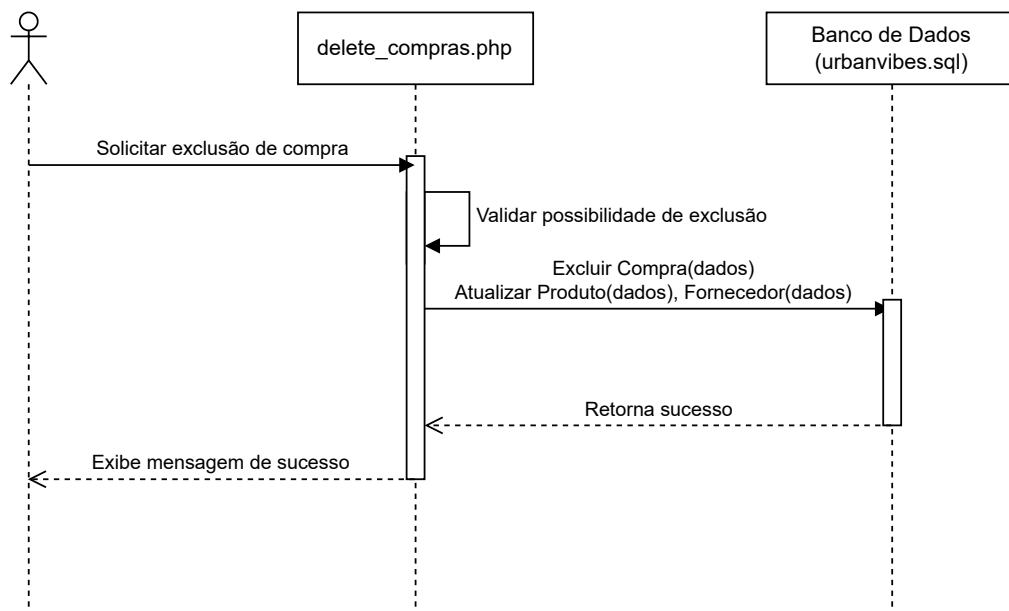 delete_compras.php
Banco de Dados
(urbanvibes.sql)
Solicitar exclusão de compra
Validar possibilidade de exclusão
Excluir Compra(dados)
Atualizar Produto(dados), Fornecedor(dados)
Retorna sucesso
Exibe mensagem de sucesso